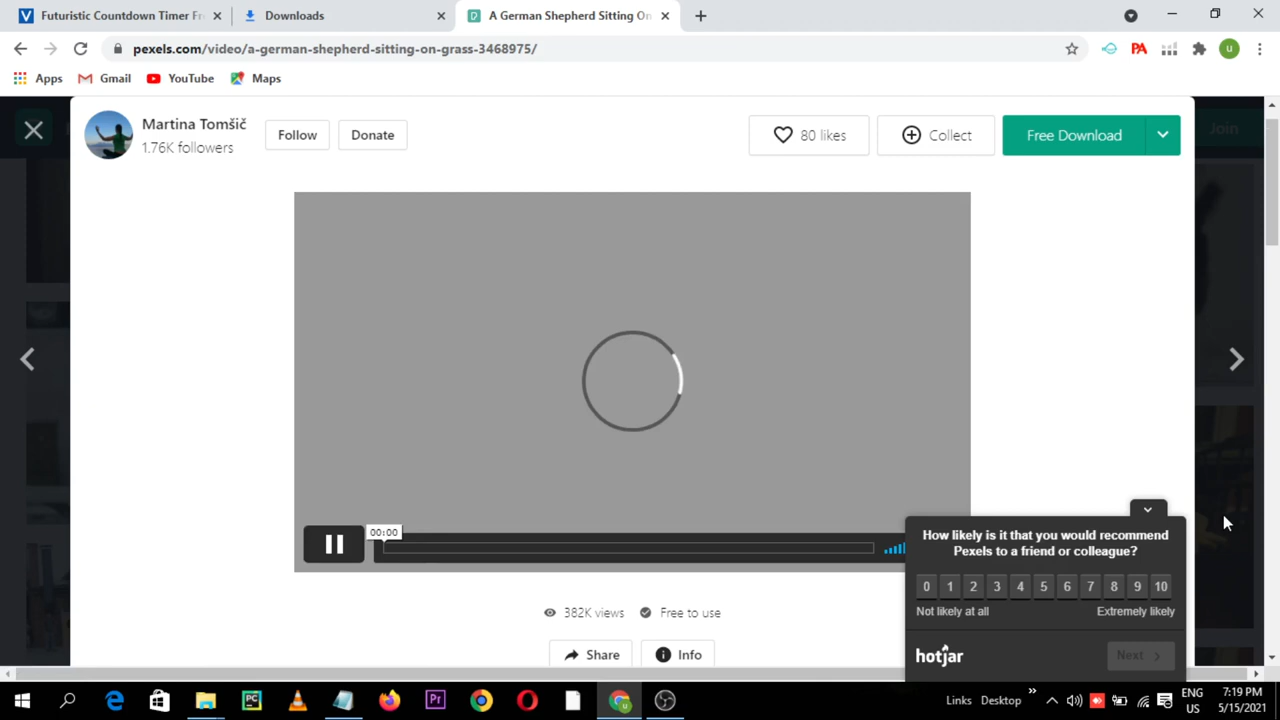 Futuristic Countdown Timer Fr
Downloads
A German Shepherd Sitting On
pexels.com/video/a-german-shepherd-sitting-on-grass-3468975/
PA
u
Apps
Gmail
YouTube
Maps
Martina Tomšič
1.76K followers
Follow
Donate
80 likes
Collect
Free Download
Join
00:00
How likely is it that you would recommend
Pexels to a friend or colleague?
0 1 2 3 4 5 6 7 8 9 10
Not likely at all
Extremely likely
382K views
Free to use
Share
Info
hotjar
Next
PC
Pr
u
Links
Desktop
ENG
US
7:19 PM
5/15/2021